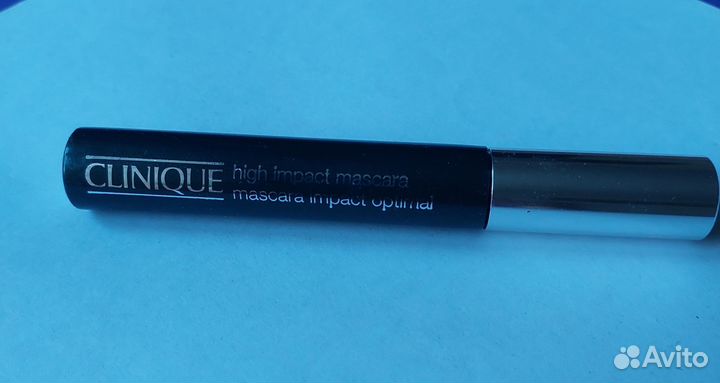 CLINIQUE
high impact mascara
mascara impact optimal
Avito